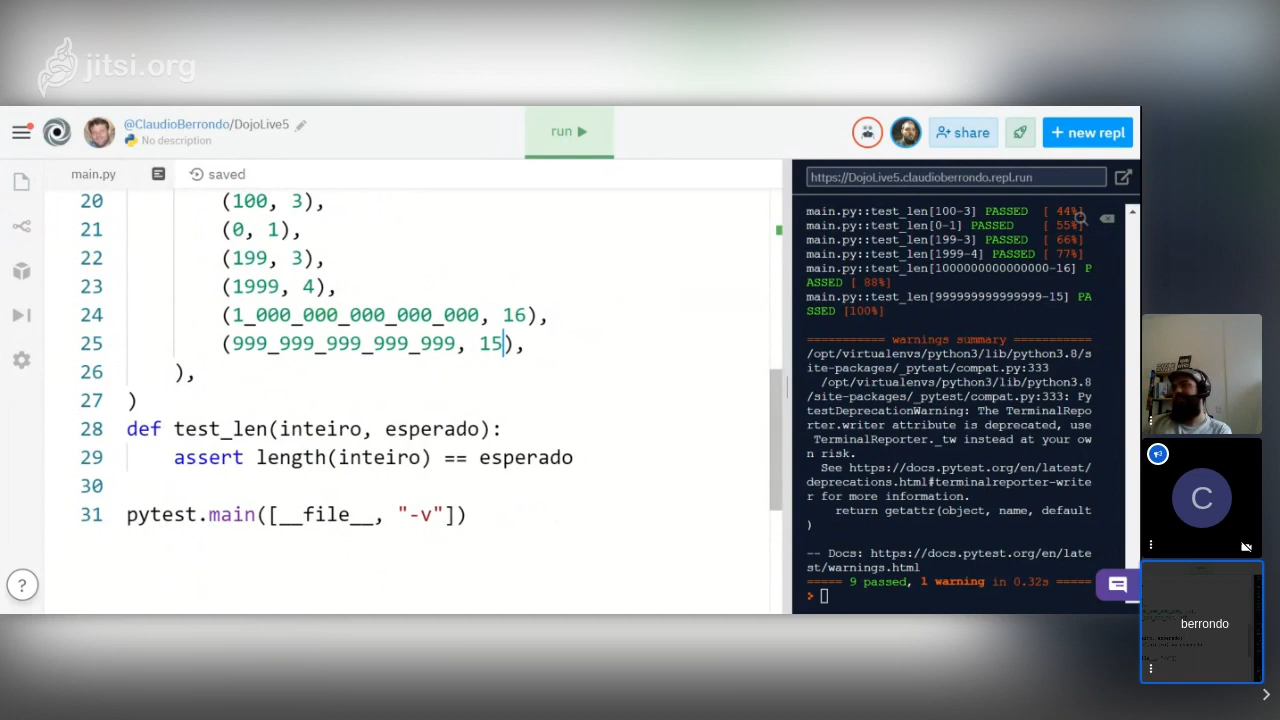 jitsi.org
@ClaudioBerrondo/DojoLive5
No description
run
share
+ new repl
main.py
saved
https://DojoLive5.claudioberrondo.repl.run
20 (100, 3),
21 (0, 1),
22 (199, 3),
23 (1999, 4),
24 (1_000_000_000_000_000, 16),
25 (999_999_999_999_999, 15),
26 ),
27 )
28 def test_len(inteiro, esperado):
29 assert length(inteiro) == esperado
30
31 pytest.main([__file__, "-v"])
?
main.py::test_len[100-3] PASSED [ 44%]
main.py::test_len[0-1] PASSED [ 55%]
main.py::test_len[199-3] PASSED [ 66%]
main.py::test_len[1999-4] PASSED [ 77%]
main.py::test_len[1000000000000000-16] P
ASSED [ 88%]
main.py::test_len[999999999999999-15] PA
SSED [100%]
=========== warnings summary ===========
/opt/virtualenvs/python3/lib/python3.8/s
ite-packages/_pytest/compat.py:333
/opt/virtualenvs/python3/lib/python3.8
/site-packages/_pytest/compat.py:333: Py
testDeprecationWarning: The TerminalRepo
rter.writer attribute is deprecated, use
TerminalReporter._tw instead at your ow
n risk.
See https://docs.pytest.org/en/latest/
deprecations.html#terminalreporter-write
r for more information.
return getattr(object, name, default
)
-- Docs: https://docs.pytest.org/en/late
st/warnings.html
===== 9 passed, 1 warning in 0.32s =====
C
berrondo